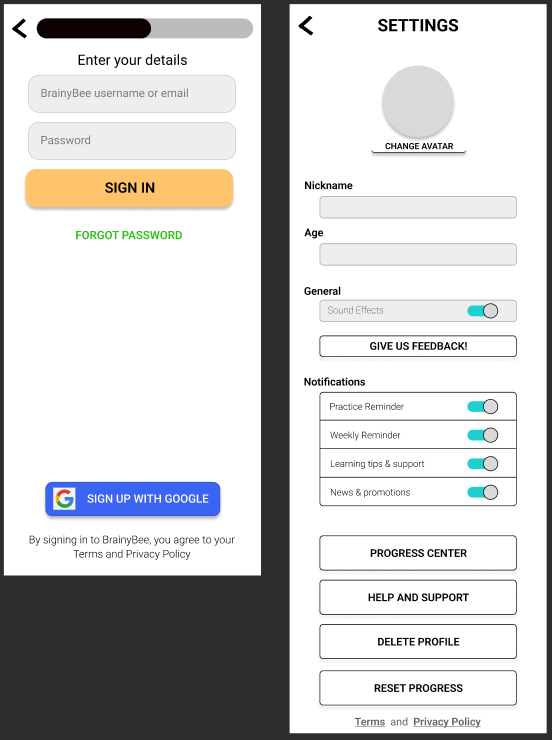 Enter your details
BrainyBee username or email
Password
SIGN IN
FORGOT PASSWORD
SIGN UP WITH GOOGLE
By signing in to BrainyBee, you agree to your
Terms and Privacy Policy
SETTINGS
CHANGE AVATAR
Nickname
Age
General
Sound Effects
GIVE US FEEDBACK!
Notifications
Practice Reminder
Weekly Reminder
Learning tips & support
News & promotions
PROGRESS CENTER
HELP AND SUPPORT
DELETE PROFILE
RESET PROGRESS
Terms and Privacy Policy